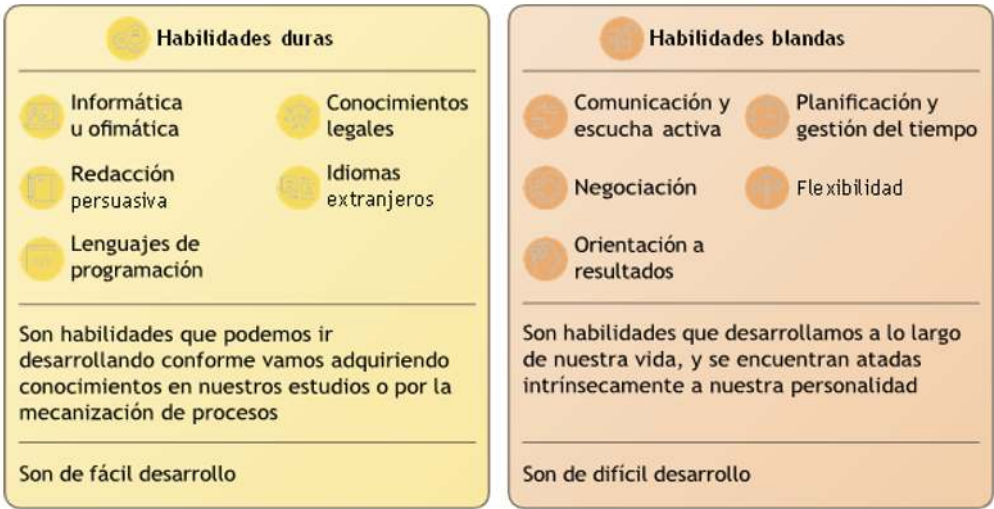 Habilidades duras
Informática
u ofimática
Conocimientos
legales
Redacción
persuasiva
Idiomas
extranjeros
Lenguajes de
programación
Son habilidades que podemos ir
desarrollando conforme vamos adquiriendo
conocimientos en nuestros estudios o por la
mecanización de procesos
Son de fácil desarrollo
Habilidades blandas
Comunicación y
escucha activa
Planificación y
gestión del tiempo
Negociación
Flexibilidad
Orientación a
resultados
Son habilidades que desarrollamos a lo largo
de nuestra vida, y se encuentran atadas
intrínsecamente a nuestra personalidad
Son de difícil desarrollo